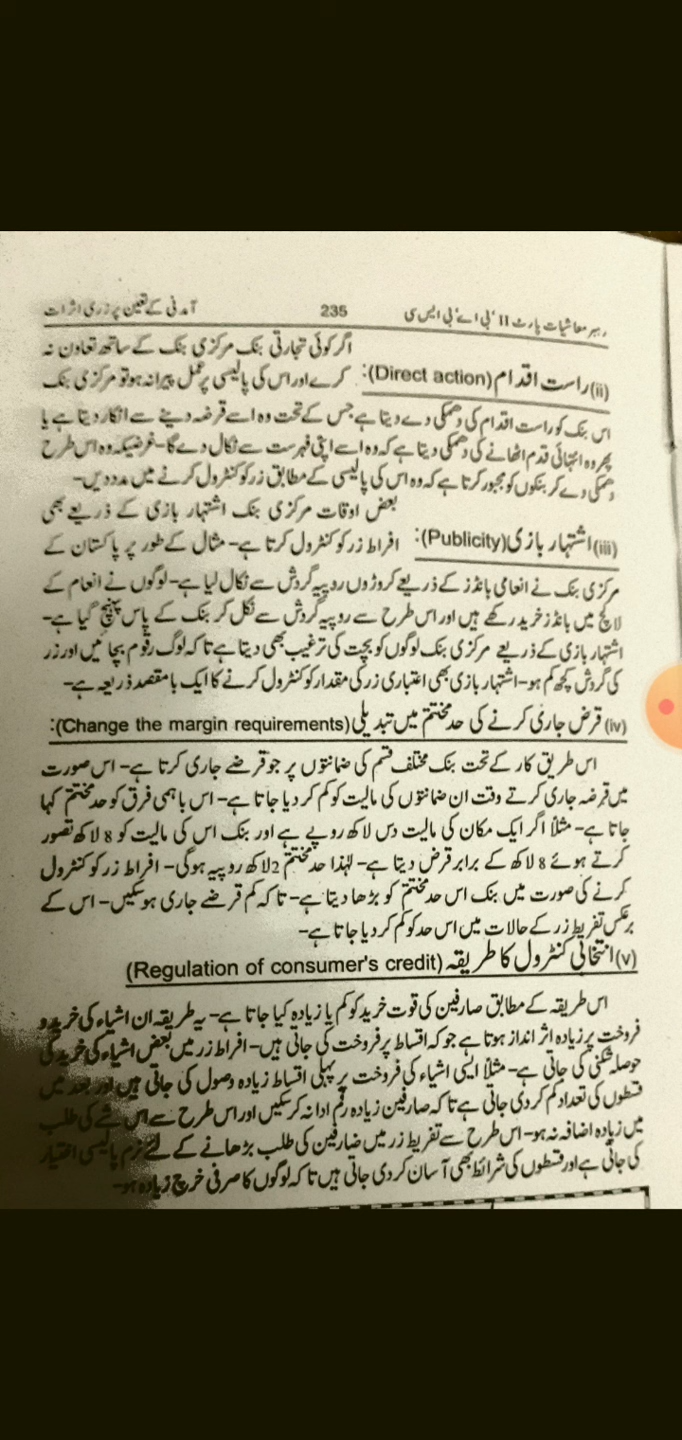 رہبر معاشیات پارٹ II 'بی اے' بی ایس سی 235 آمدنی کے تعین پر زری اثرات
(ii) راست اقدام (Direct action): اگر کوئی تجارتی بنک مرکزی بنک کے ساتھ تعاون نہ
کرے اور اس کی پالیسی پر عمل پیرا نہ ہو تو مرکزی بنک
اس بنک کو راست اقدام کی دھمکی دے دیتا ہے جس کے تحت وہ اسے قرضہ دینے سے انکار دیتا ہے یا
پھر وہ انتہائی قدم اٹھانے کی دھمکی دیتا ہے کہ وہ اسے اپنی فہرست سے نکال دے گا۔ غرضیکہ وہ اس طرح
دھمکی دے کر بنکوں کو مجبور کرتا ہے کہ وہ اس کی پالیسی کے مطابق زر کو کنٹرول کرنے میں مدد دیں۔
(iii) اشتہار بازی (Publicity): بعض اوقات مرکزی بنک اشتہار بازی کے ذریعے بھی
افراط زر کو کنٹرول کرتا ہے۔ مثال کے طور پر پاکستان کے
مرکزی بنک نے انعامی بانڈز کے ذریعے کروڑوں روپیہ گردش سے نکال لیا ہے۔ لوگوں نے انعام کے
لالچ میں بانڈز خرید رکھے ہیں اور اس طرح سے روپیہ گردش سے نکل کر بنک کے پاس پہنچ گیا ہے۔
اشتہار بازی کے ذریعے مرکزی بنک لوگوں کو بچت کی ترغیب بھی دیتا ہے تاکہ لوگ رقوم بچائیں اور زر
کی گردش کچھ کم ہو۔ اشتہار بازی بھی اعتباری زر کی مقدار کو کنٹرول کرنے کا ایک بامقصد ذریعہ ہے۔
(iv) قرض جاری کرنے کی حد مختتم میں تبدیلی (Change the margin requirements):
اس طریق کار کے تحت بنک مختلف قسم کی ضمانتوں پر جو قرضے جاری کرتا ہے۔ اس صورت
میں قرضہ جاری کرتے وقت ان ضمانتوں کی مالیت کو کم کر دیا جاتا ہے۔ اس باہمی فرق کو حد مختتم کہا
جاتا ہے۔ مثلاً اگر ایک مکان کی مالیت دس لاکھ روپے ہے اور بنک اس کی مالیت کو 8 لاکھ تصور
کرتے ہوئے 8 لاکھ کے برابر قرض دیتا ہے۔ لہٰذا حد مختتم 2 لاکھ روپیہ ہوگی۔ افراط زر کو کنٹرول
کرنے کی صورت میں بنک اس حد مختتم کو بڑھا دیتا ہے۔ تاکہ کم قرضے جاری ہو سکیں۔ اس کے
برعکس تفریط زر کے حالات میں اس حد کو کم کر دیا جاتا ہے۔
(v) انتخابی کنٹرول کا طریقہ (Regulation of consumer's credit)
اس طریقہ کے مطابق صارفین کی قوت خرید کو کم یا زیادہ کیا جاتا ہے۔ یہ طریقہ ان اشیاء کی خرید و
فروخت پر زیادہ اثر انداز ہوتا ہے جو کہ اقساط پر فروخت کی جاتی ہیں۔ افراط زر میں بعض اشیاء کی خرید کی
حوصلہ شکنی کی جاتی ہے۔ مثلاً ایسی اشیاء کی فروخت پر پہلی اقساط زیادہ وصول کی جاتی ہیں اور بعد میں
قسطوں کی تعداد کم کر دی جاتی ہے تاکہ صارفین زیادہ رقم ادا نہ کر سکیں اور اس طرح سے اس شے کی طلب
میں زیادہ اضافہ نہ ہو۔ اس طرح سے تفریط زر میں صارفین کی طلب بڑھانے کے لئے نرم پالیسی اختیار
کی جاتی ہے اور قسطوں کی شرائط بھی آسان کر دی جاتی ہیں تاکہ لوگوں کا صرفی خرچ زیادہ ہو۔